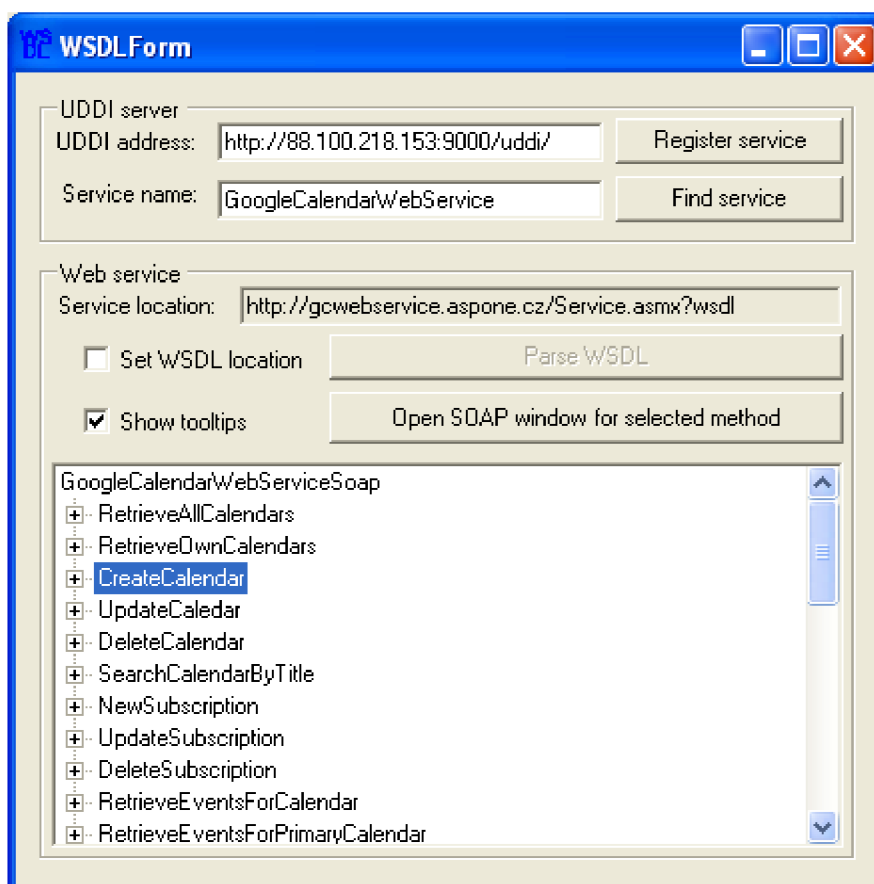 WSDLForm
UDDI server
UDDI address: http://88.100.218.153:9000/uddi/ Register service
Service name: GoogleCalendarWebService Find service
Web service
Service location: http://gcwebservice.aspone.cz/Service.asmx?wsdl
Set WSDL location Parse WSDL
Show tooltips Open SOAP window for selected method
GoogleCalendarWebServiceSoap
RetrieveAllCalendars
RetrieveOwnCalendars
CreateCalendar
UpdateCaledar
DeleteCalendar
SearchCalendarByTitle
NewSubscription
UpdateSubscription
DeleteSubscription
RetrieveEventsForCalendar
RetrieveEventsForPrimaryCalendar